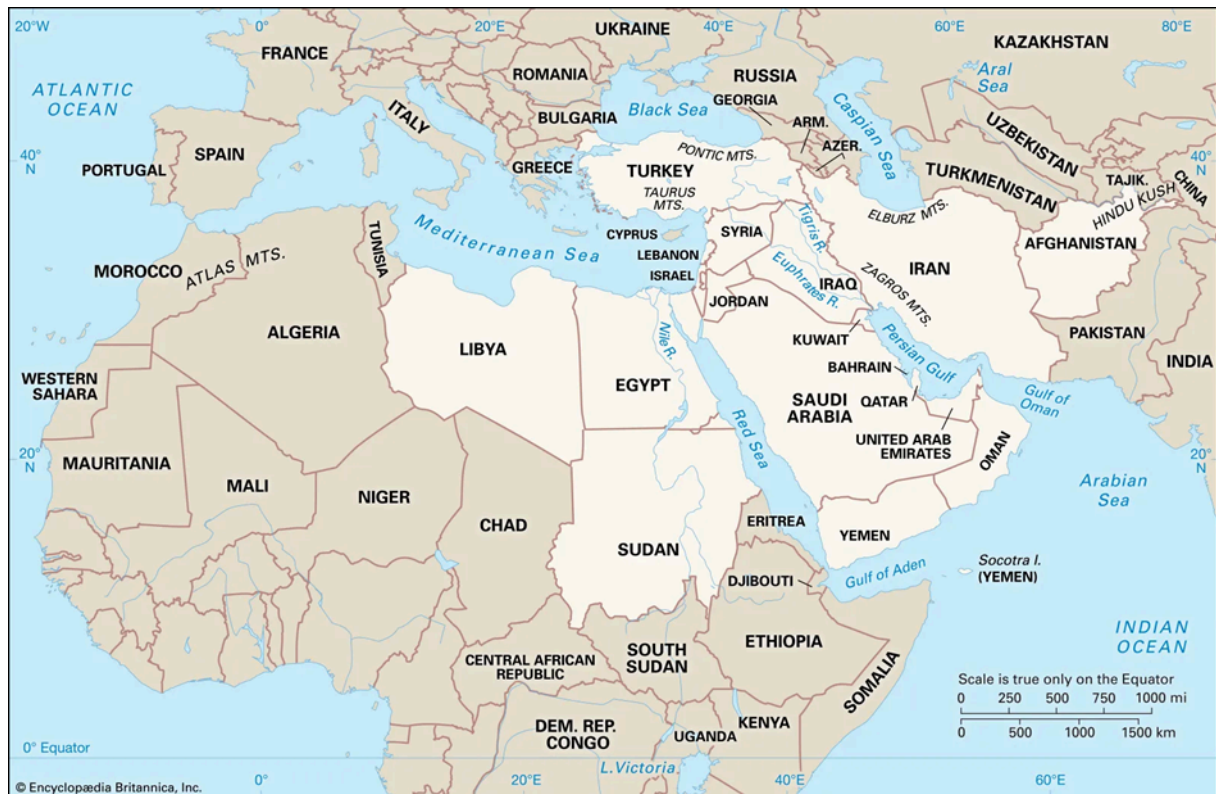 20°W
0°
20°E
40°E
60°E
80°E
UKRAINE
KAZAKHSTAN
FRANCE
ROMANIA
RUSSIA
Aral
Sea
ATLANTIC
OCEAN
ITALY
BULGARIA
Black Sea
GEORGIA
Caspian Sea
ARM.
AZER.
UZBEKISTAN
40°
N
PORTUGAL
SPAIN
GREECE
TURKEY
PONTIC MTS.
TAURUS
MTS.
TURKMENISTAN
TAJIK.
CHINA
40°
N
HINDU KUSH
ELBURZ MTS.
MOROCCO
ATLAS MTS.
TUNISIA
Mediterranean Sea
CYPRUS
LEBANON
ISRAEL
SYRIA
Tigris R.
Euphrates R.
IRAQ
IRAN
ZAGROS MTS.
AFGHANISTAN
ALGERIA
LIBYA
EGYPT
Nile R.
JORDAN
KUWAIT
Persian Gulf
BAHRAIN
QATAR
PAKISTAN
INDIA
WESTERN
SAHARA
SAUDI
ARABIA
Red Sea
UNITED ARAB
EMIRATES
Gulf of
Oman
OMAN
20°
N
MAURITANIA
MALI
NIGER
CHAD
SUDAN
ERITREA
YEMEN
Arabian
Sea
20°
N
DJIBOUTI
Gulf of Aden
Socotra I.
(YEMEN)
CENTRAL AFRICAN
REPUBLIC
SOUTH
SUDAN
ETHIOPIA
SOMALIA
INDIAN
OCEAN
Scale is true only on the Equator
0 250 500 750 1000 mi
0 500 1000 1500 km
DEM. REP.
CONGO
UGANDA
KENYA
L.Victoria
0° Equator
0°
20°E
40°E
60°E
© Encyclopædia Britannica, Inc.